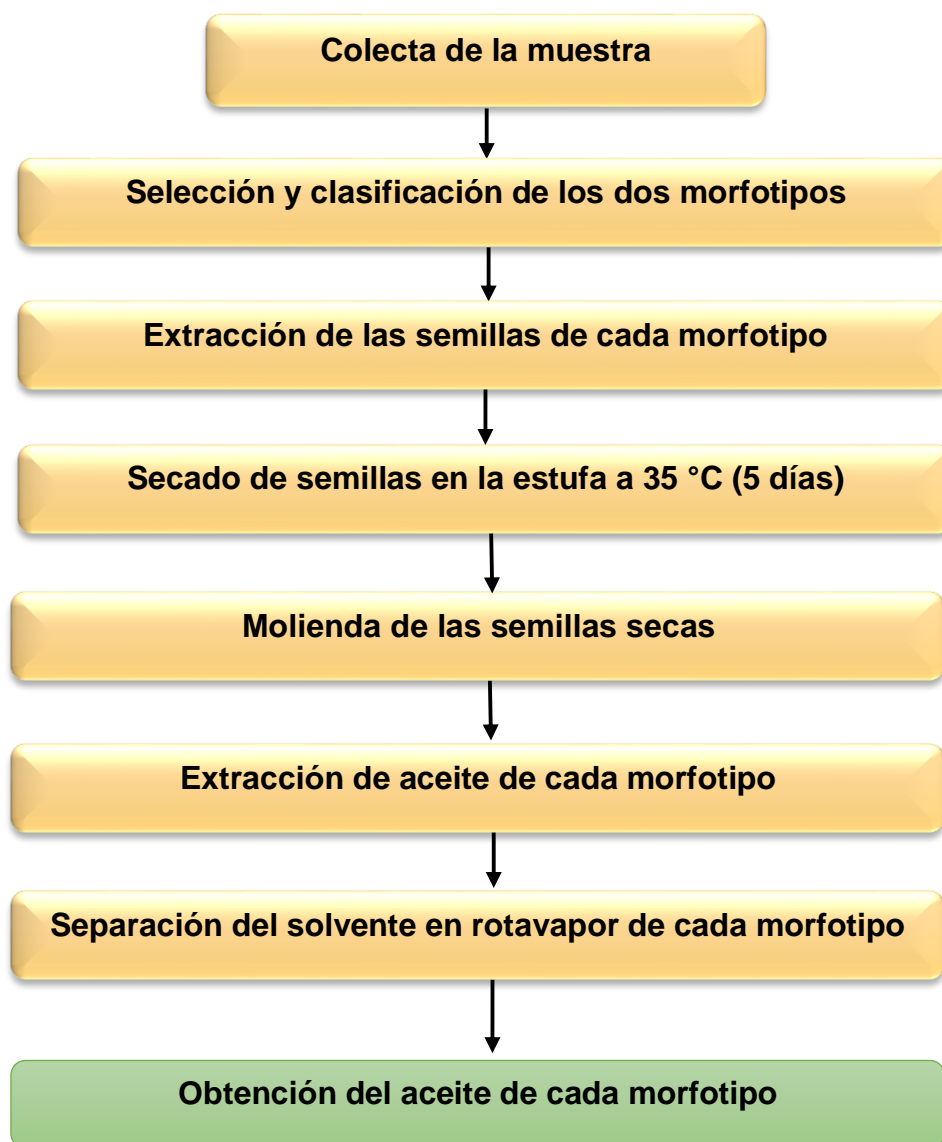 Colecta de la muestra
Selección y clasificación de los dos morfotipos
Extracción de las semillas de cada morfotipo
Secado de semillas en la estufa a 35 °C (5 días)
Molienda de las semillas secas
Extracción de aceite de cada morfotipo
Separación del solvente en rotavapor de cada morfotipo
Obtención del aceite de cada morfotipo